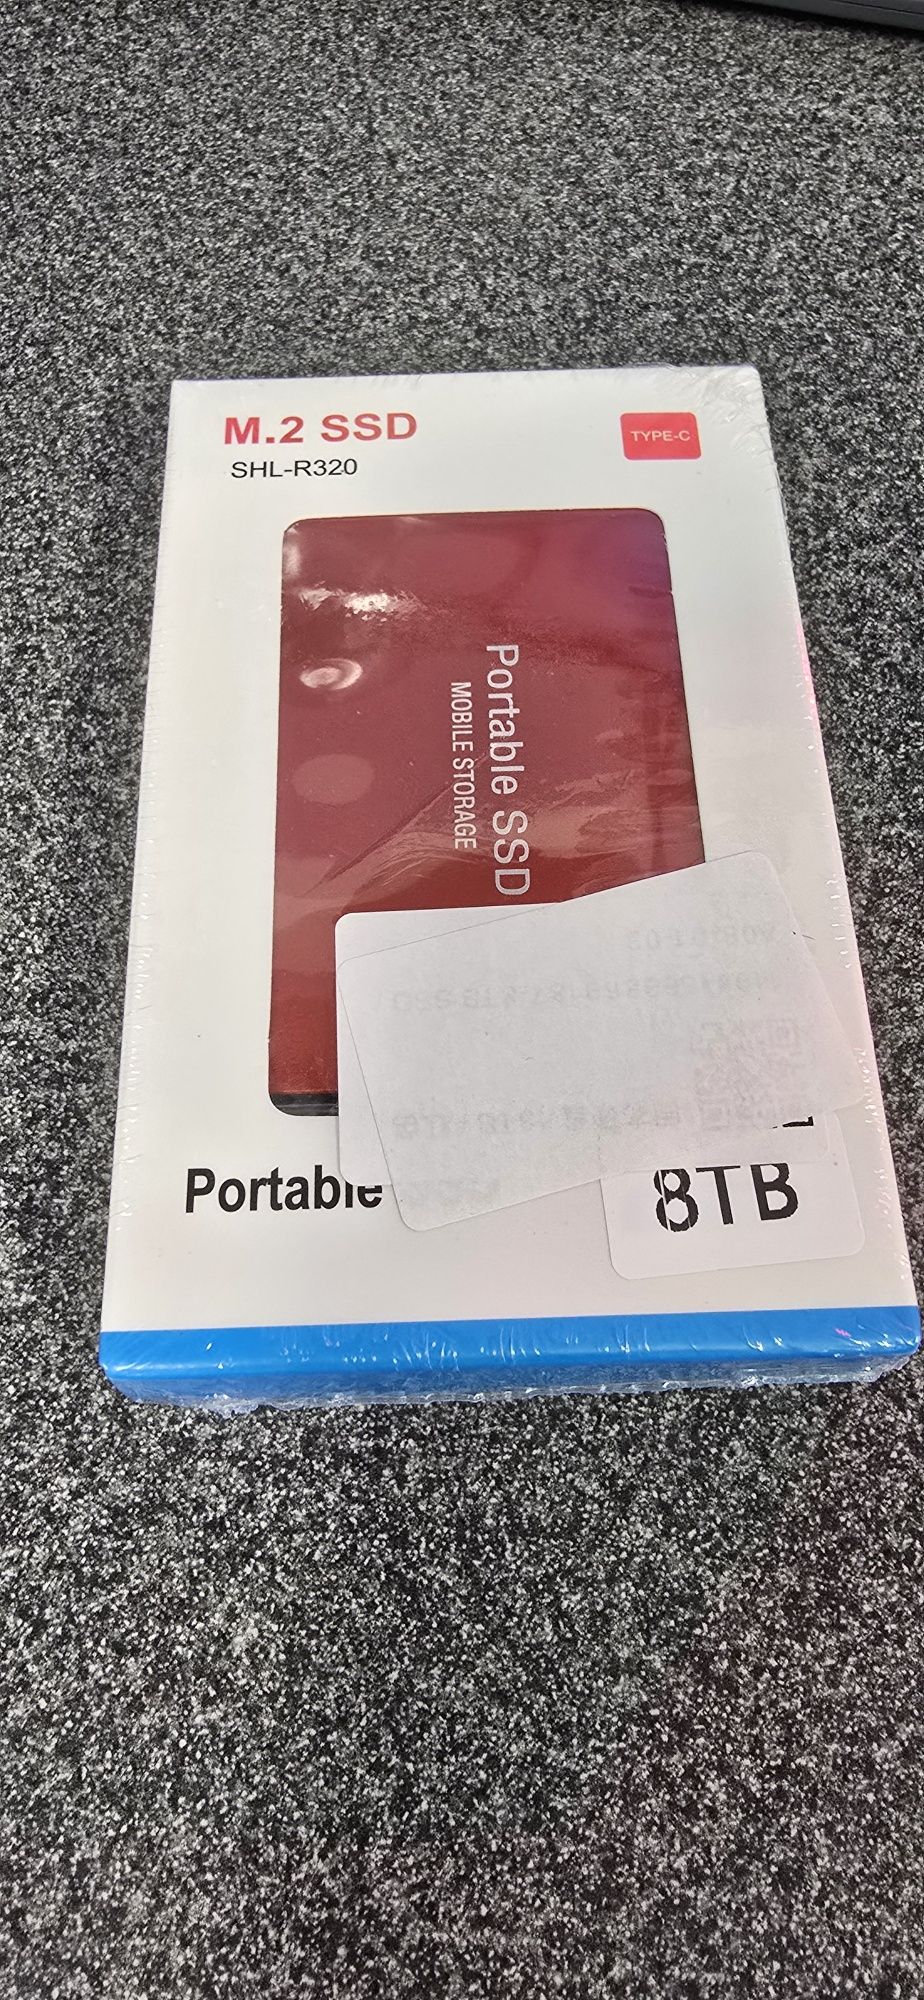 M.2 SSD
TYPE-C
SHL-R320
Portable SSD
MOBILE STORAGE
Portable
8TB